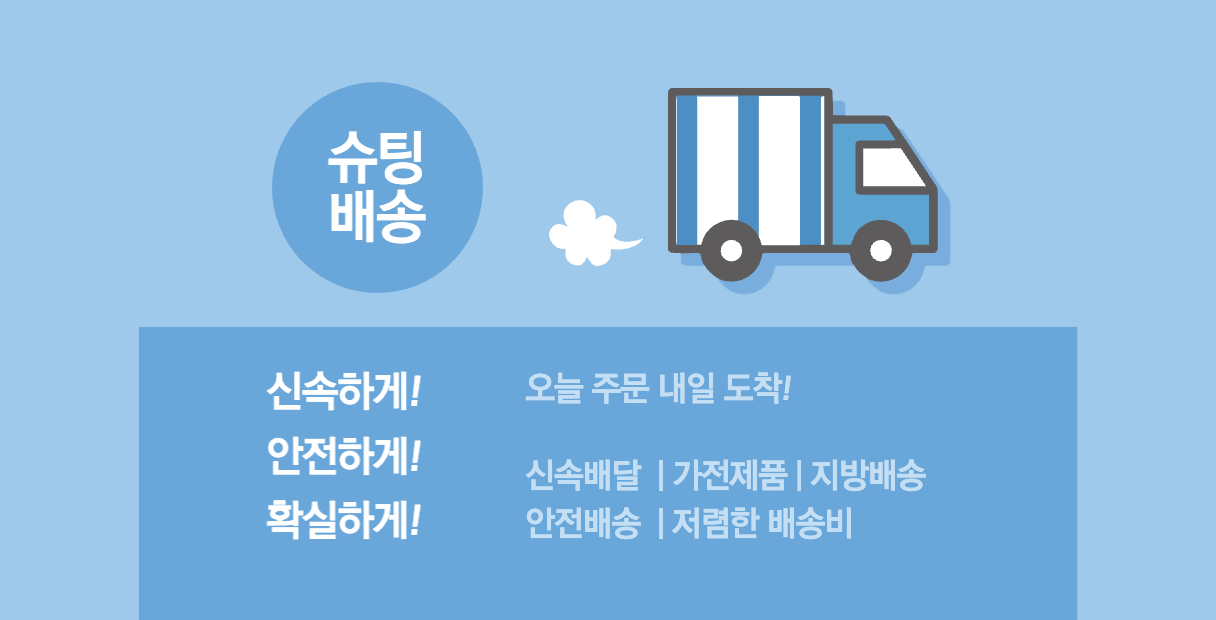 슈팅
배송
신속하게!
안전하게!
확실하게!
오늘 주문 내일 도착!
신속배달 | 가전제품 | 지방배송
안전배송 | 저렴한 배송비